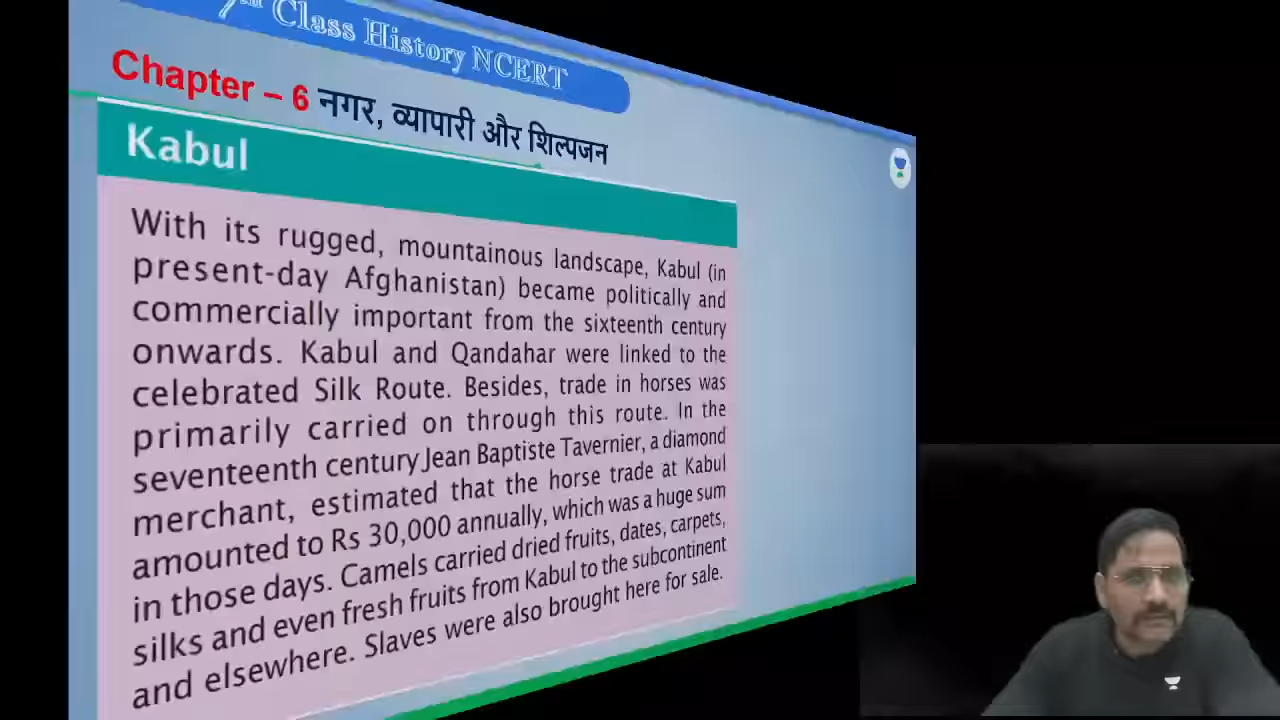 7th Class History NCERT
Chapter – 6 नगर, व्यापारी और शिल्पजन
Kabul
With its rugged, mountainous landscape, Kabul (in
present-day Afghanistan) became politically and
commercially important from the sixteenth century
onwards. Kabul and Qandahar were linked to the
celebrated Silk Route. Besides, trade in horses was
primarily carried on through this route. In the
seventeenth century Jean Baptiste Tavernier, a diamond
merchant, estimated that the horse trade at Kabul
amounted to Rs 30,000 annually, which was a huge sum
in those days. Camels carried dried fruits, dates, carpets,
silks and even fresh fruits from Kabul to the subcontinent
and elsewhere. Slaves were also brought here for sale.